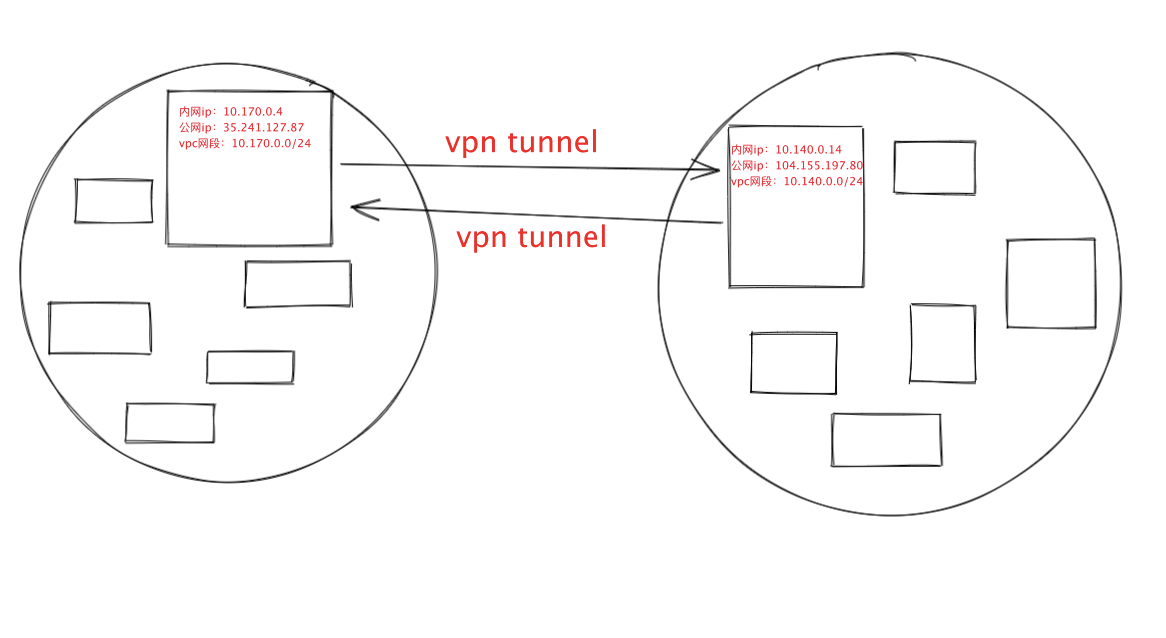 内网ip：10.170.0.4
公网ip：35.241.127.87
vpc网段：10.170.0.0/24
vpn tunnel
vpn tunnel
内网ip：10.140.0.14
公网ip：104.155.197.80
vpc网段：10.140.0.0/24